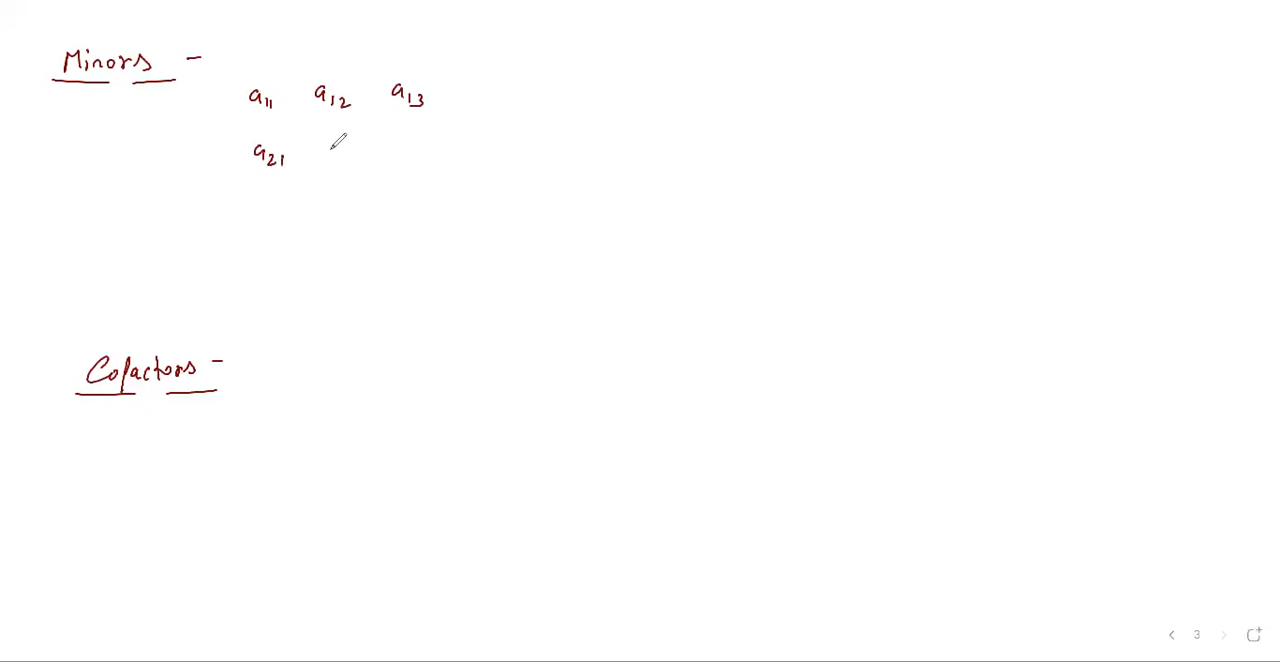 Minors -
a₁₁ a₁₂ a₁₃
a₂₁
Cofactors -
3